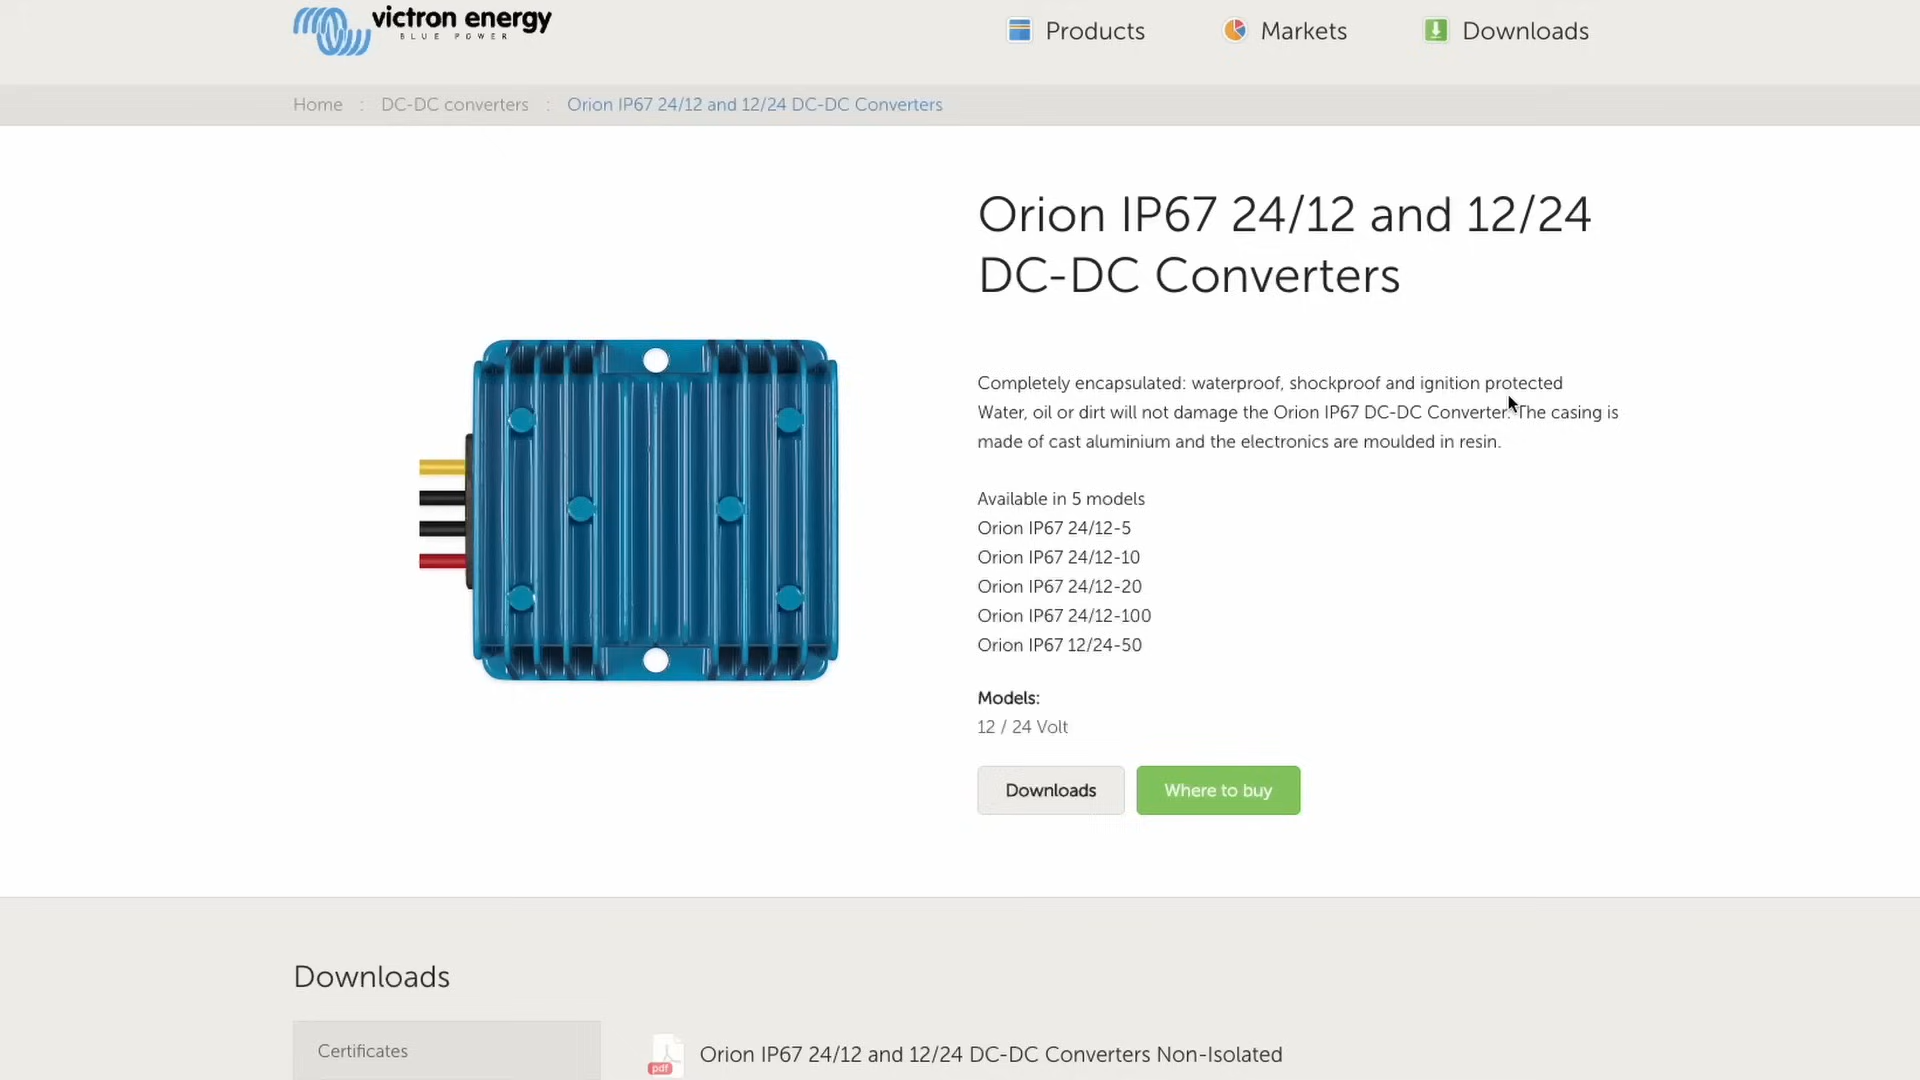 victron energy
BLUE POWER
Products
Markets
Downloads
Home : DC-DC converters : Orion IP67 24/12 and 12/24 DC-DC Converters
Orion IP67 24/12 and 12/24
DC-DC Converters
Completely encapsulated: waterproof, shockproof and ignition protected
Water, oil or dirt will not damage the Orion IP67 DC-DC Converter. The casing is
made of cast aluminium and the electronics are moulded in resin.
Available in 5 models
Orion IP67 24/12-5
Orion IP67 24/12-10
Orion IP67 24/12-20
Orion IP67 24/12-100
Orion IP67 12/24-50
Models:
12 / 24 Volt
Downloads
Where to buy
Downloads
Certificates
pdf
Orion IP67 24/12 and 12/24 DC-DC Converters Non-Isolated